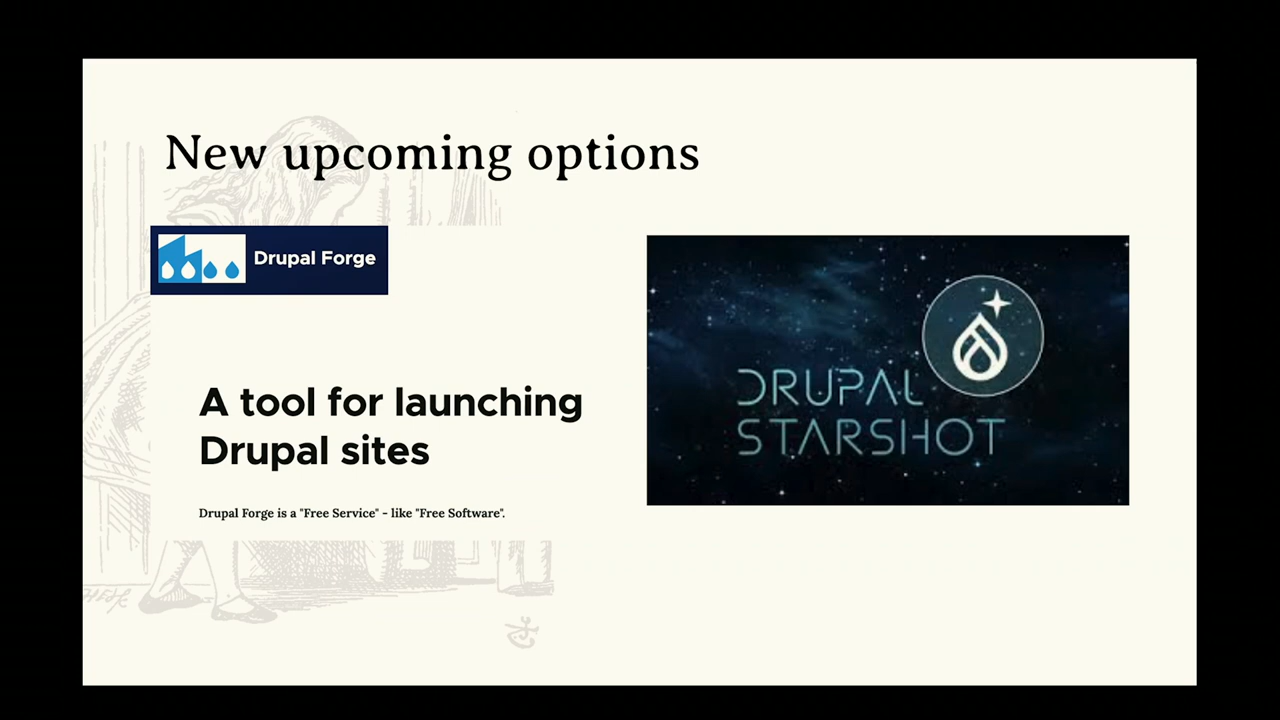 New upcoming options
Drupal Forge
A tool for launching
Drupal sites
Drupal Forge is a "Free Service" - like "Free Software".
DRUPAL
STARSHOT